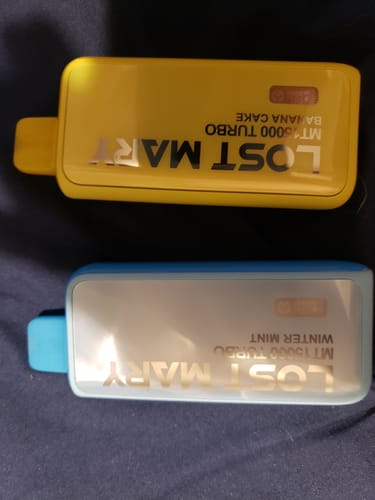 LOST MARY
MT15000 TURBO
BANANA CAKE
LOST MARY
MT15000 TURBO
WINTER MINT